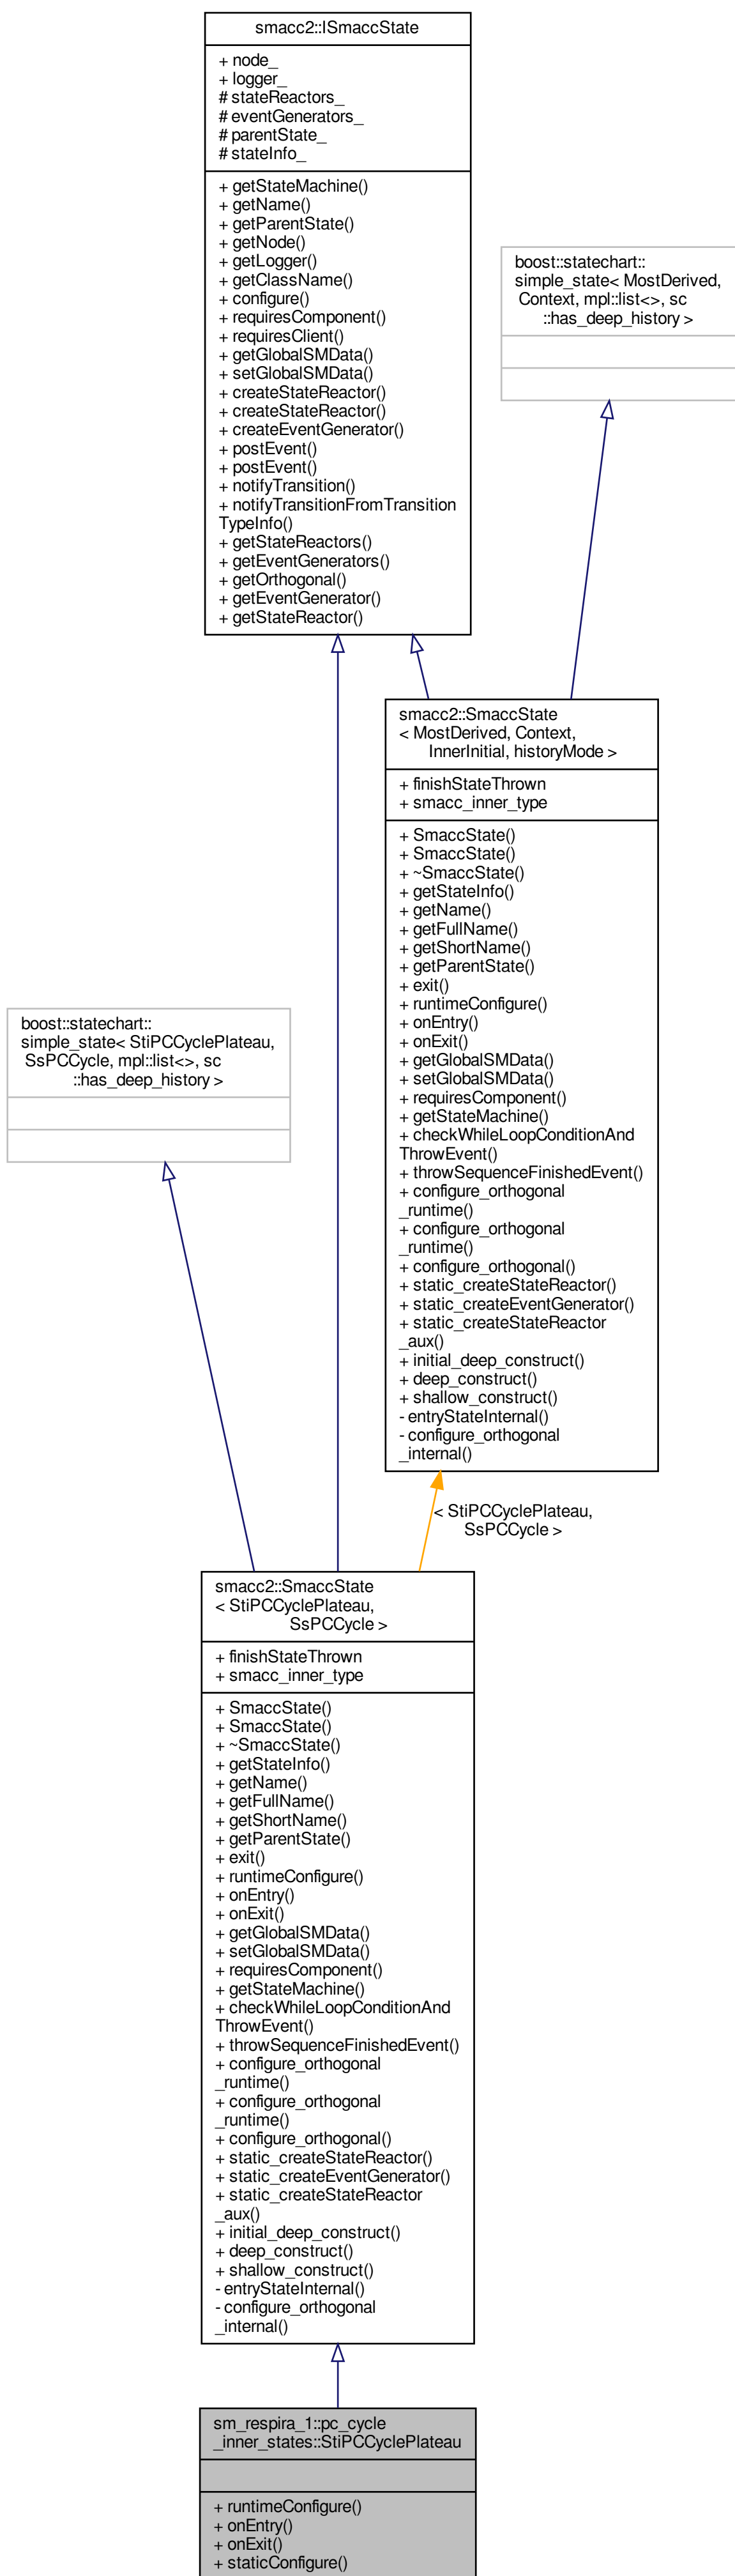 smacc2::ISmaccState
+ node_
+ logger_
# stateReactors_
# eventGenerators_
# parentState_
# stateInfo_
+ getStateMachine()
+ getName()
+ getParentState()
+ getNode()
+ getLogger()
+ getClassName()
+ configure()
+ requiresComponent()
+ requiresClient()
+ getGlobalSMData()
+ setGlobalSMData()
+ createStateReactor()
+ createStateReactor()
+ createEventGenerator()
+ postEvent()
+ postEvent()
+ notifyTransition()
+ notifyTransitionFromTransition
TypeInfo()
+ getStateReactors()
+ getEventGenerators()
+ getOrthogonal()
+ getEventGenerator()
+ getStateReactor()
boost::statechart::
simple_state< MostDerived,
Context, mpl::list<>, sc
::has_deep_history >
smacc2::SmaccState
< MostDerived, Context,
InnerInitial, historyMode >
+ finishStateThrown
+ smacc_inner_type
+ SmaccState()
+ SmaccState()
+ ~SmaccState()
+ getStateInfo()
+ getName()
+ getFullName()
+ getShortName()
+ getParentState()
+ exit()
+ runtimeConfigure()
+ onEntry()
+ onExit()
+ getGlobalSMData()
+ setGlobalSMData()
+ requiresComponent()
+ getStateMachine()
+ checkWhileLoopConditionAnd
ThrowEvent()
+ throwSequenceFinishedEvent()
+ configure_orthogonal
_runtime()
+ configure_orthogonal
_runtime()
+ configure_orthogonal()
+ static_createStateReactor()
+ static_createEventGenerator()
+ static_createStateReactor
_aux()
+ initial_deep_construct()
+ deep_construct()
+ shallow_construct()
- entryStateInternal()
- configure_orthogonal
_internal()
boost::statechart::
simple_state< StiPCCyclePlateau,
SsPCCycle, mpl::list<>, sc
::has_deep_history >
< StiPCCyclePlateau,
SsPCCycle >
smacc2::SmaccState
< StiPCCyclePlateau,
SsPCCycle >
+ finishStateThrown
+ smacc_inner_type
+ SmaccState()
+ SmaccState()
+ ~SmaccState()
+ getStateInfo()
+ getName()
+ getFullName()
+ getShortName()
+ getParentState()
+ exit()
+ runtimeConfigure()
+ onEntry()
+ onExit()
+ getGlobalSMData()
+ setGlobalSMData()
+ requiresComponent()
+ getStateMachine()
+ checkWhileLoopConditionAnd
ThrowEvent()
+ throwSequenceFinishedEvent()
+ configure_orthogonal
_runtime()
+ configure_orthogonal
_runtime()
+ configure_orthogonal()
+ static_createStateReactor()
+ static_createEventGenerator()
+ static_createStateReactor
_aux()
+ initial_deep_construct()
+ deep_construct()
+ shallow_construct()
- entryStateInternal()
- configure_orthogonal
_internal()
sm_respira_1::pc_cycle
_inner_states::StiPCCyclePlateau
+ runtimeConfigure()
+ onEntry()
+ onExit()
+ staticConfigure()